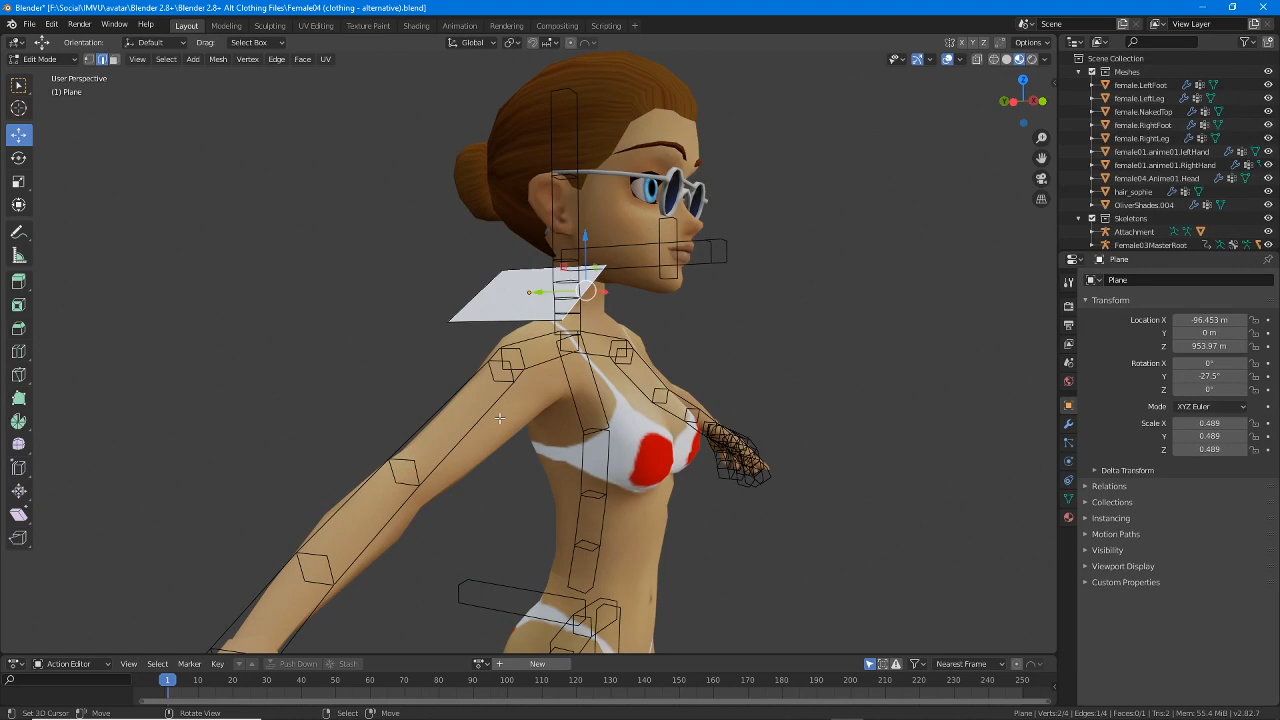 Blender* [F:\Social\IMVU\avatar\Blender 2.8+\Blender 2.8+ Alt Clothing Files\Female04 (clothing - alternative).blend]
File Edit Render Window Help Layout Modeling Sculpting UV Editing Texture Paint Shading Animation Rendering Compositing Scripting Scene View Layer
Orientation: Default Drag: Select Box Global X Y Z Options
Edit Mode View Select Add Mesh Vertex Edge Face UV
User Perspective
(1) Plane
Z
Y X
Scene Collection
Meshes
female.LeftFoot
female.LeftLeg
female.NakedTop
female.RightFoot
female.RightLeg
female01.anime01.leftHand
female01.anime01.RightHand
female04.Anime01.Head
hair_sophie
OliverShades.004
Skeletons
Attachment
Female03MasterRoot
Plane
Plane
Transform
Location X -96.453 m
Y 0 m
Z 953.97 m
Rotation X 0°
Y -27.5°
Z 0°
Mode XYZ Euler
Scale X 0.489
Y 0.489
Z 0.489
Delta Transform
Relations
Collections
Instancing
Motion Paths
Visibility
Viewport Display
Custom Properties
Action Editor View Select Marker Key Push Down Stash New Nearest Frame
1 10 20 30 40 50 60 70 80 90 100 110 120 130 140 150 160 170 180 190 200 210 220 230 240 250
Set 3D Cursor Move Rotate View Select Move Plane | Verts:2/4 | Edges:1/4 | Faces:0/1 | Tris:2 | Mem: 55.4 MiB | v2.82.7